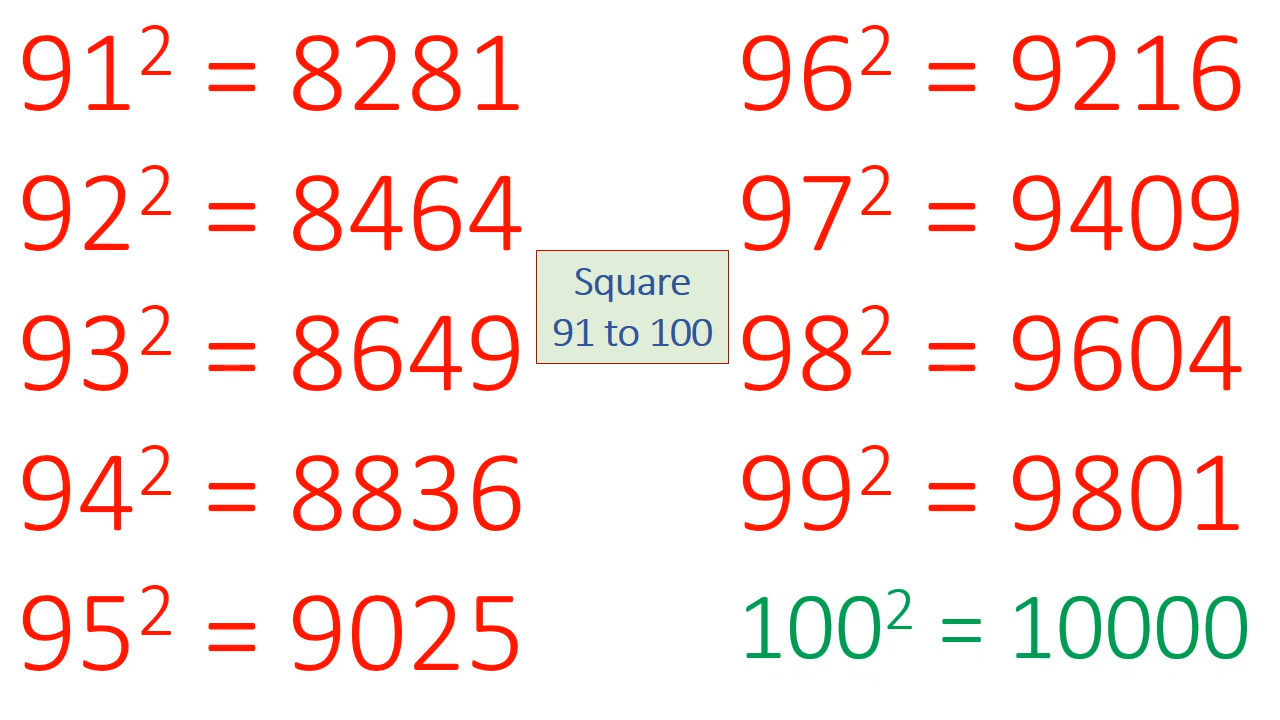 91² = 8281
92² = 8464
93² = 8649
94² = 8836
95² = 9025
Square
91 to 100
96² = 9216
97² = 9409
98² = 9604
99² = 9801
100² = 10000